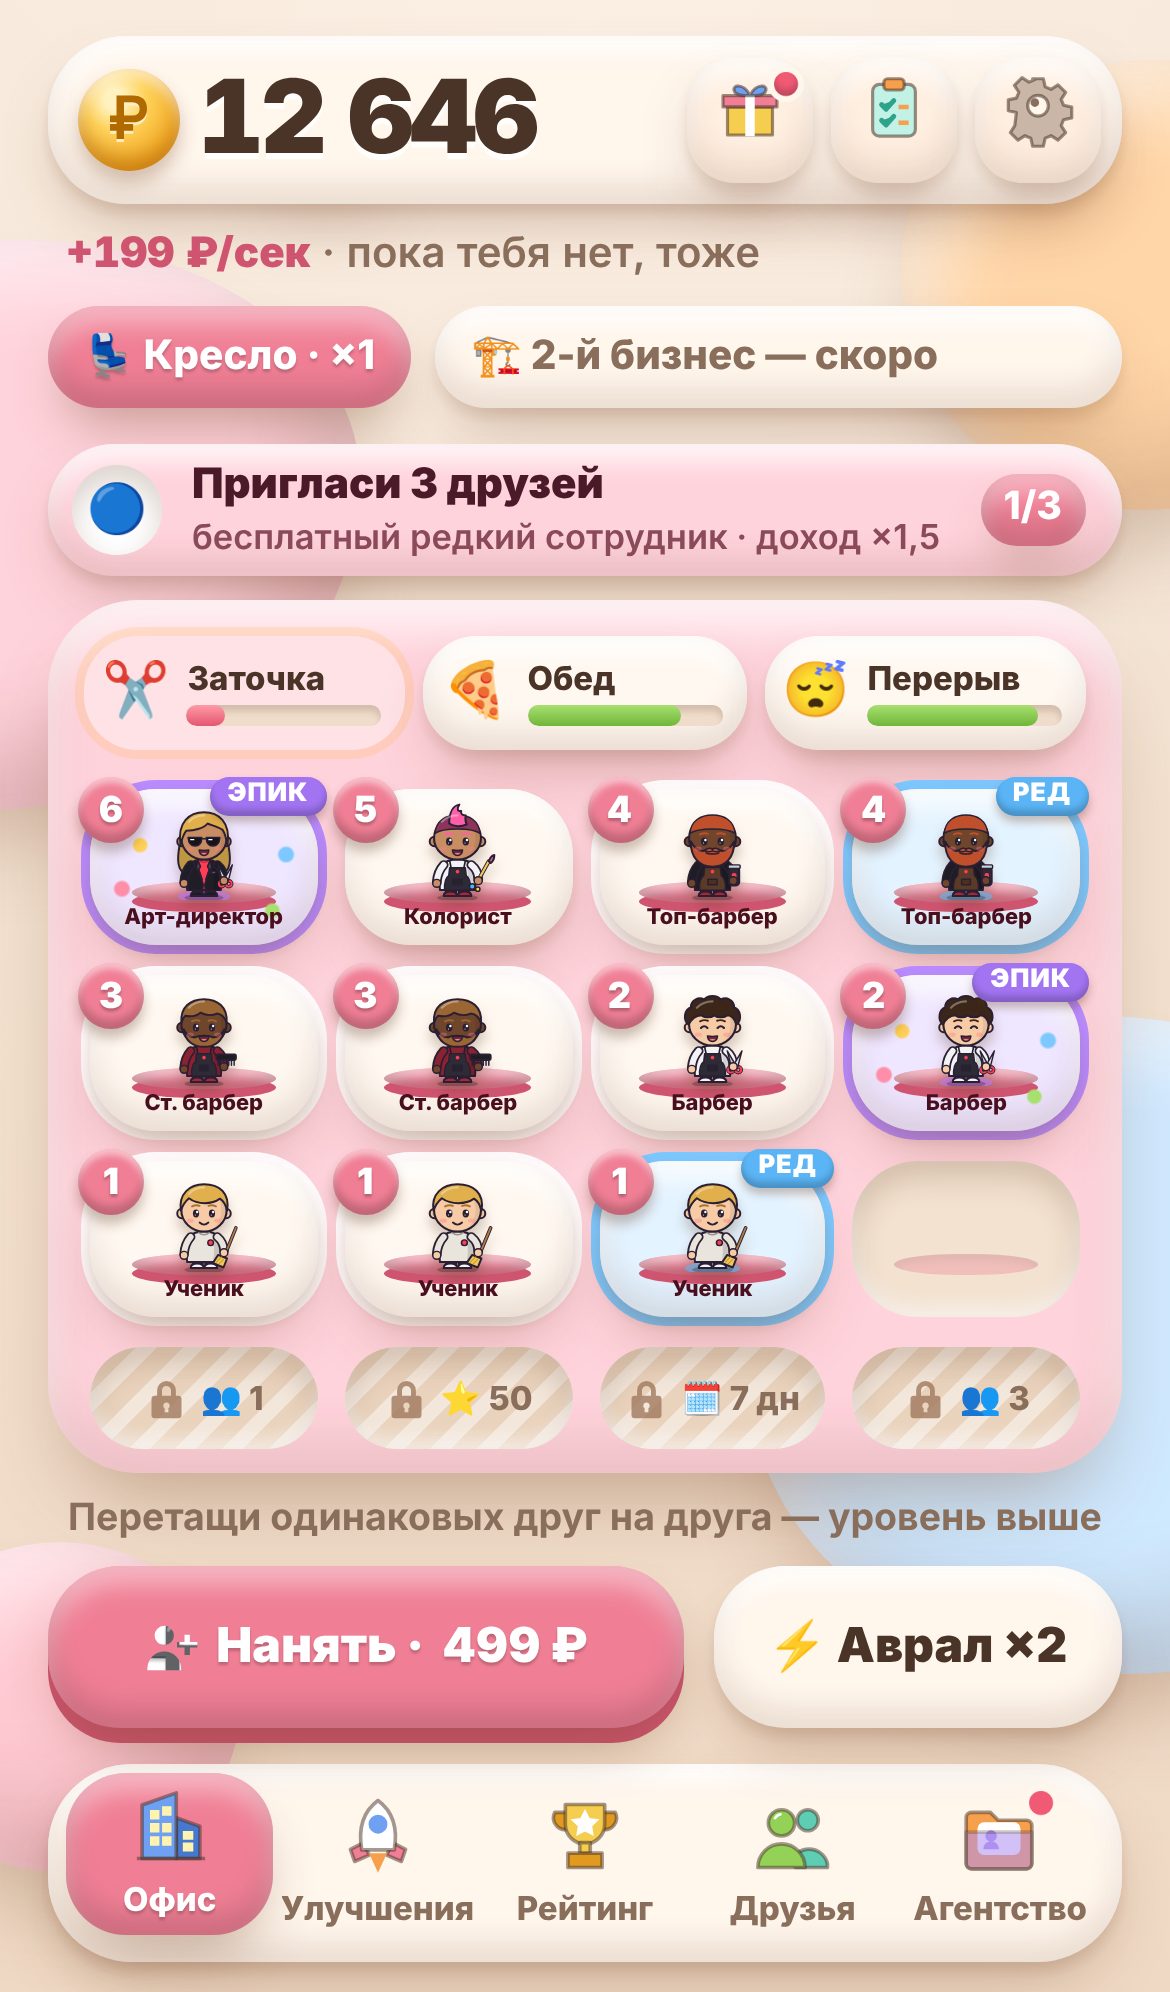 ₽ 12 646
+199 ₽/сек · пока тебя нет, тоже
Кресло · ×1
2-й бизнес — скоро
Пригласи 3 друзей
бесплатный редкий сотрудник · доход ×1,5
1/3
Заточка
Обед
Перерыв
6 ЭПИК
Арт-директор
5
Колорист
4
Топ-барбер
4 РЕД
Топ-барбер
3
Ст. барбер
3
Ст. барбер
2
Барбер
2 ЭПИК
Барбер
1
Ученик
1
Ученик
1 РЕД
Ученик
1
50
7 дн
3
Перетащи одинаковых друг на друга — уровень выше
Нанять · 499 ₽
Аврал ×2
Офис
Улучшения
Рейтинг
Друзья
Агентство